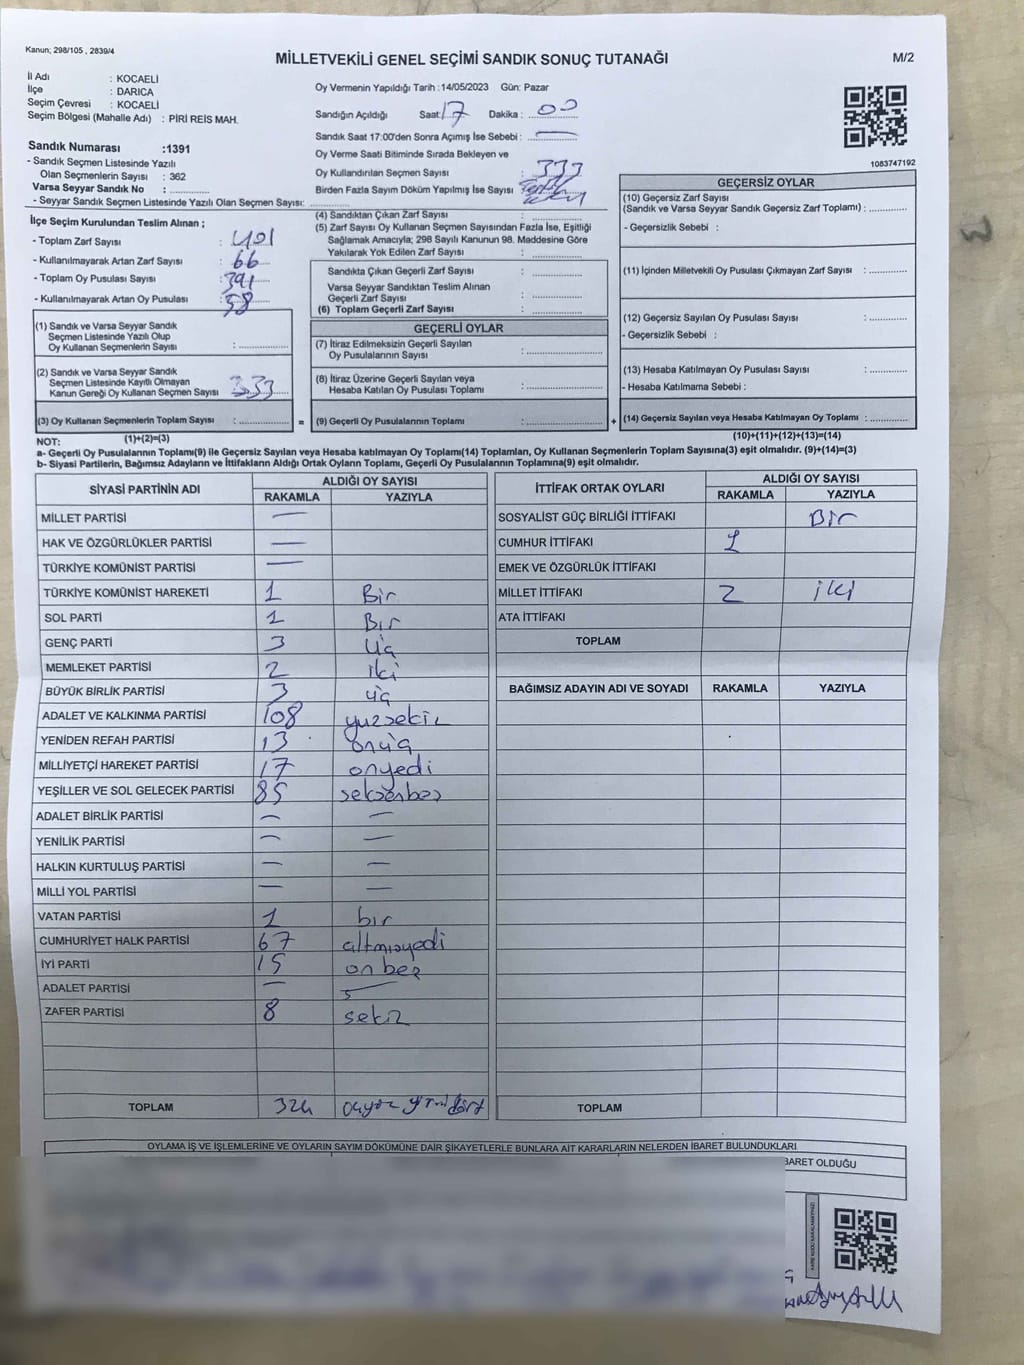 Kanun; 298/105 , 2839/4
MİLLETVEKİLİ GENEL SEÇİMİ SANDIK SONUÇ TUTANAĞI
M/2
İl Adı : KOCAELİ
İlçe : DARICA
Seçim Çevresi : KOCAELİ
Seçim Bölgesi (Mahalle Adı) : PİRİ REİS MAH.
Sandık Numarası :1391
- Sandık Seçmen Listesinde Yazılı
Olan Seçmenlerin Sayısı : 362
Varsa Seyyar Sandık No :
- Seyyar Sandık Seçmen Listesinde Yazılı Olan Seçmen Sayısı:
Oy Vermenin Yapıldığı Tarih :14/05/2023 Gün: Pazar
Sandığın Açıldığı Saat 17 Dakika : 00
Sandık Saat 17:00'den Sonra Açımış İse Sebebi : —
Oy Verme Saati Bitiminde Sırada Bekleyen ve
Oy Kullandırılan Seçmen Sayısı : 333
Birden Fazla Sayım Döküm Yapılmış İse Sayısı
1083747192
İlçe Seçim Kurulundan Teslim Alınan ;
- Toplam Zarf Sayısı : 401
- Kullanılmayarak Artan Zarf Sayısı : 66
- Toplam Oy Pusulası Sayısı : 391
- Kullanılmayarak Artan Oy Pusulası : 58
(1) Sandık ve Varsa Seyyar Sandık
Seçmen Listesinde Yazılı Olup
Oy Kullanan Seçmenlerin Sayısı :
(2) Sandık ve Varsa Seyyar Sandık
Seçmen Listesinde Kayıtlı Olmayan
Kanun Gereği Oy Kullanan Seçmen Sayısı 333
(3) Oy Kullanan Seçmenlerin Toplam Sayısı :
(1)+(2)=(3)
(4) Sandıktan Çıkan Zarf Sayısı :
(5) Zarf Sayısı Oy Kullanan Seçmen Sayısından Fazla İse, Eşitliği
Sağlamak Amacıyla; 298 Sayılı Kanunun 98. Maddesine Göre
Yakılarak Yok Edilen Zarf Sayısı :
Sandıkta Çıkan Geçerli Zarf Sayısı :
Varsa Seyyar Sandıktan Teslim Alınan
Geçerli Zarf Sayısı :
(6) Toplam Geçerli Zarf Sayısı :
GEÇERLİ OYLAR
(7) İtiraz Edilmeksizin Geçerli Sayılan
Oy Pusulalarının Sayısı :
(8) İtiraz Üzerine Geçerli Sayılan veya
Hesaba Katılan Oy Pusulası Toplamı :
= (9) Geçerli Oy Pusulalarının Toplamı :
GEÇERSİZ OYLAR
(10) Geçersiz Zarf Sayısı
(Sandık ve Varsa Seyyar Sandık Geçersiz Zarf Toplamı) :
- Geçersizlik Sebebi :
(11) İçinden Milletvekili Oy Pusulası Çıkmayan Zarf Sayısı :
(12) Geçersiz Sayılan Oy Pusulası Sayısı :
- Geçersizlik Sebebi :
(13) Hesaba Katılmayan Oy Pusulası Sayısı :
- Hesaba Katılmama Sebebi :
+ (14) Geçersiz Sayılan veya Hesaba Katılmayan Oy Toplamı :
(10)+(11)+(12)+(13)=(14)
NOT:
a- Geçerli Oy Pusulalarının Toplamı(9) ile Geçersiz Sayılan veya Hesaba katılmayan Oy Toplamı(14) Toplamları, Oy Kullanan Seçmenlerin Toplam Sayısına(3) eşit olmalıdır. (9)+(14)=(3)
b- Siyasi Partilerin, Bağımsız Adayların ve İttifakların Aldığı Ortak Oyların Toplamı, Geçerli Oy Pusulalarının Toplamına(9) eşit olmalıdır.
SİYASİ PARTİNİN ADI ALDIĞI OY SAYISI
RAKAMLA YAZIYLA
MİLLET PARTİSİ —
HAK VE ÖZGÜRLÜKLER PARTİSİ —
TÜRKİYE KOMÜNİST PARTİSİ —
TÜRKİYE KOMÜNİST HAREKETİ 1 Bir
SOL PARTİ 1 Bir
GENÇ PARTİ 3 Üç
MEMLEKET PARTİSİ 2 iki
BÜYÜK BİRLİK PARTİSİ 3 üç
ADALET VE KALKINMA PARTİSİ 108 yüzsekiz
YENİDEN REFAH PARTİSİ 13 onüç
MİLLİYETÇİ HAREKET PARTİSİ 17 onyedi
YEŞİLLER VE SOL GELECEK PARTİSİ 85 seksenbeş
ADALET BİRLİK PARTİSİ — —
YENİLİK PARTİSİ — —
HALKIN KURTULUŞ PARTİSİ — —
MİLLİ YOL PARTİSİ — —
VATAN PARTİSİ 1 bir
CUMHURİYET HALK PARTİSİ 67 altmışyedi
İYİ PARTİ 15 onbeş
ADALET PARTİSİ — —
ZAFER PARTİSİ 8 sekiz
TOPLAM 324 üçyüz yirmi dört
İTTİFAK ORTAK OYLARI ALDIĞI OY SAYISI
RAKAMLA YAZIYLA
SOSYALİST GÜÇ BİRLİĞİ İTTİFAKI Bir
CUMHUR İTTİFAKI 1
EMEK VE ÖZGÜRLÜK İTTİFAKI
MİLLET İTTİFAKI 2 iki
ATA İTTİFAKI
TOPLAM
BAĞIMSIZ ADAYIN ADI VE SOYADI RAKAMLA YAZIYLA
TOPLAM
OYLAMA İŞ VE İŞLEMLERİNE VE OYLARIN SAYIM DÖKÜMÜNE DAİR ŞİKAYETLERLE BUNLARA AİT KARARLARIN NELERDEN İBARET BULUNDUKLARI
BARET OLDUĞU